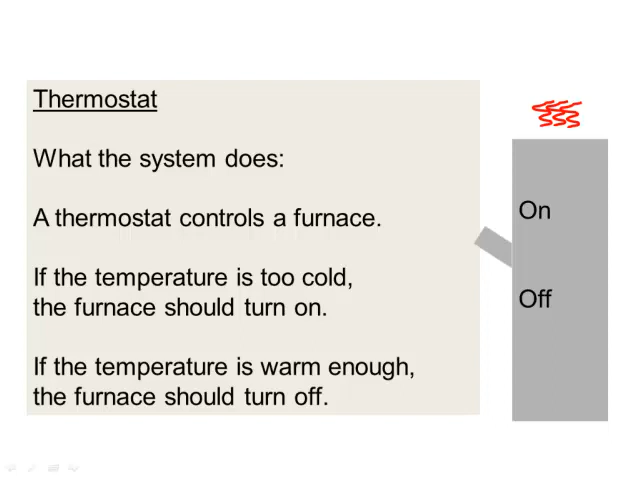 Thermostat
What the system does:
A thermostat controls a furnace.
If the temperature is too cold,
the furnace should turn on.
If the temperature is warm enough,
the furnace should turn off.
On
Off